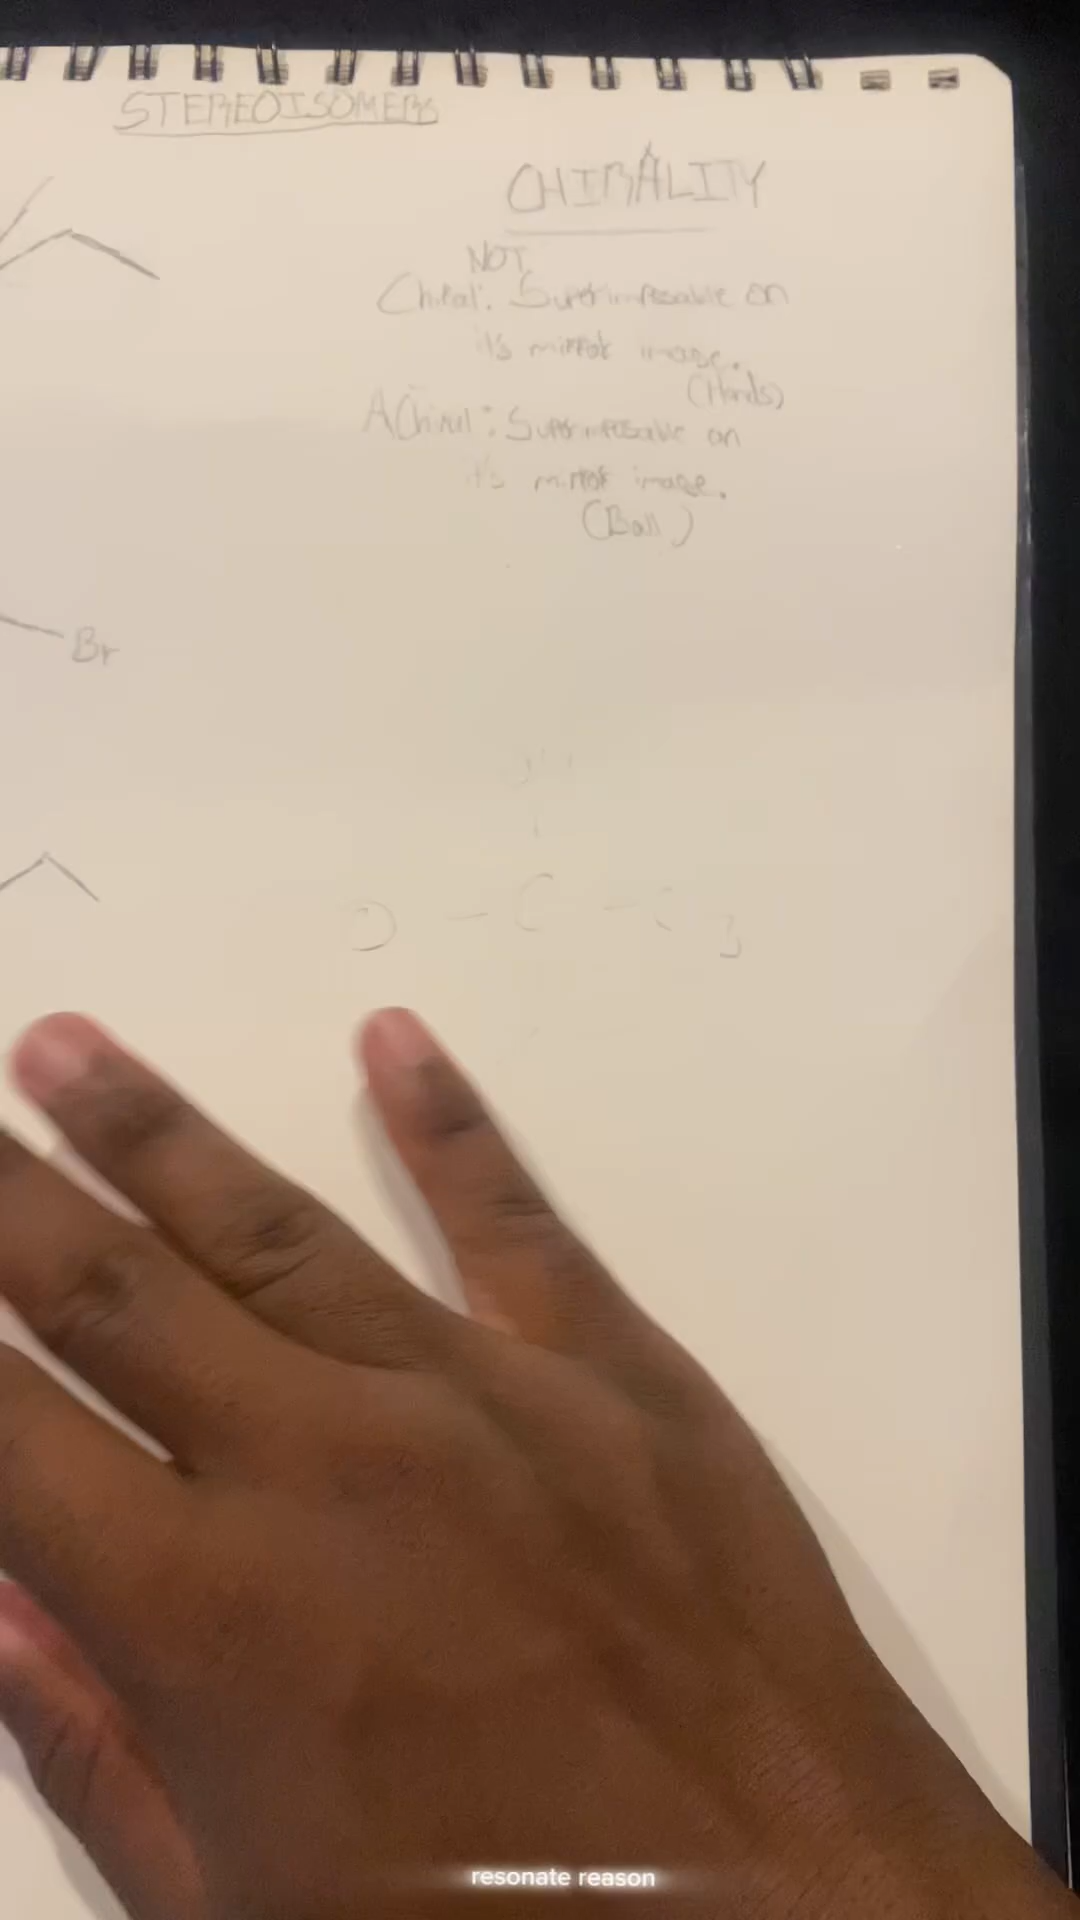 STEREOISOMERS
CHIRALITY
NOT
Chiral: Superimposable on
it's mirror image.
(Hands)
AChiral: Superimposable on
it's mirror image.
(Ball)
Br
C
3
resonate reason